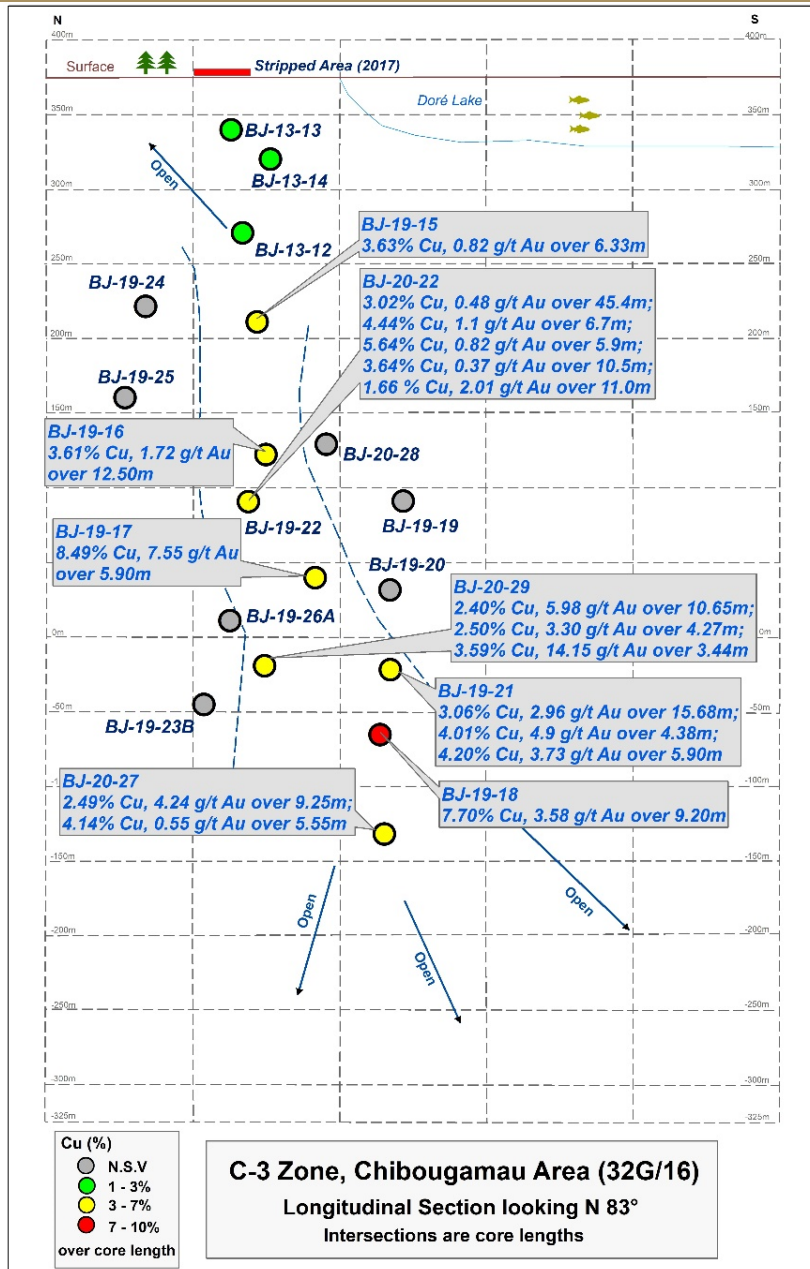 N
S
400m
400m
Surface
Stripped Area (2017)
Doré Lake
350m
350m
BJ-13-13
BJ-13-14
Open
300m
300m
BJ-13-12
BJ-19-15
3.63% Cu, 0.82 g/t Au over 6.33m
250m
250m
BJ-19-24
BJ-20-22
3.02% Cu, 0.48 g/t Au over 45.4m;
4.44% Cu, 1.1 g/t Au over 6.7m;
5.64% Cu, 0.82 g/t Au over 5.9m;
3.64% Cu, 0.37 g/t Au over 10.5m;
1.66 % Cu, 2.01 g/t Au over 11.0m
200m
200m
BJ-19-25
150m
150m
BJ-19-16
3.61% Cu, 1.72 g/t Au
over 12.50m
BJ-20-28
100m
BJ-19-22
BJ-19-19
BJ-19-17
8.49% Cu, 7.55 g/t Au
over 5.90m
50m
50m
BJ-19-20
BJ-19-26A
BJ-20-29
2.40% Cu, 5.98 g/t Au over 10.65m;
2.50% Cu, 3.30 g/t Au over 4.27m;
3.59% Cu, 14.15 g/t Au over 3.44m
0m
0m
BJ-19-21
3.06% Cu, 2.96 g/t Au over 15.68m;
4.01% Cu, 4.9 g/t Au over 4.38m;
4.20% Cu, 3.73 g/t Au over 5.90m
-50m
-50m
BJ-19-23B
BJ-20-27
2.49% Cu, 4.24 g/t Au over 9.25m;
4.14% Cu, 0.55 g/t Au over 5.55m
BJ-19-18
7.70% Cu, 3.58 g/t Au over 9.20m
-100m
-100m
-150m
-150m
Open
Open
Open
-200m
-200m
-250m
-250m
-300m
-300m
-325m
-325m
Cu (%)
N.S.V
1 - 3%
3 - 7%
7 - 10%
over core length
C-3 Zone, Chibougamau Area (32G/16)
Longitudinal Section looking N 83°
Intersections are core lengths